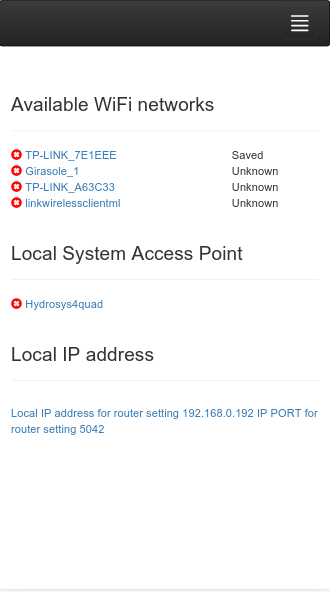 Available WiFi networks
TP-LINK_7E1EEE Saved
Girasole_1 Unknown
TP-LINK_A63C33 Unknown
linkwirelessclientml Unknown
Local System Access Point
Hydrosys4quad
Local IP address
Local IP address for router setting 192.168.0.192 IP PORT for
router setting 5042